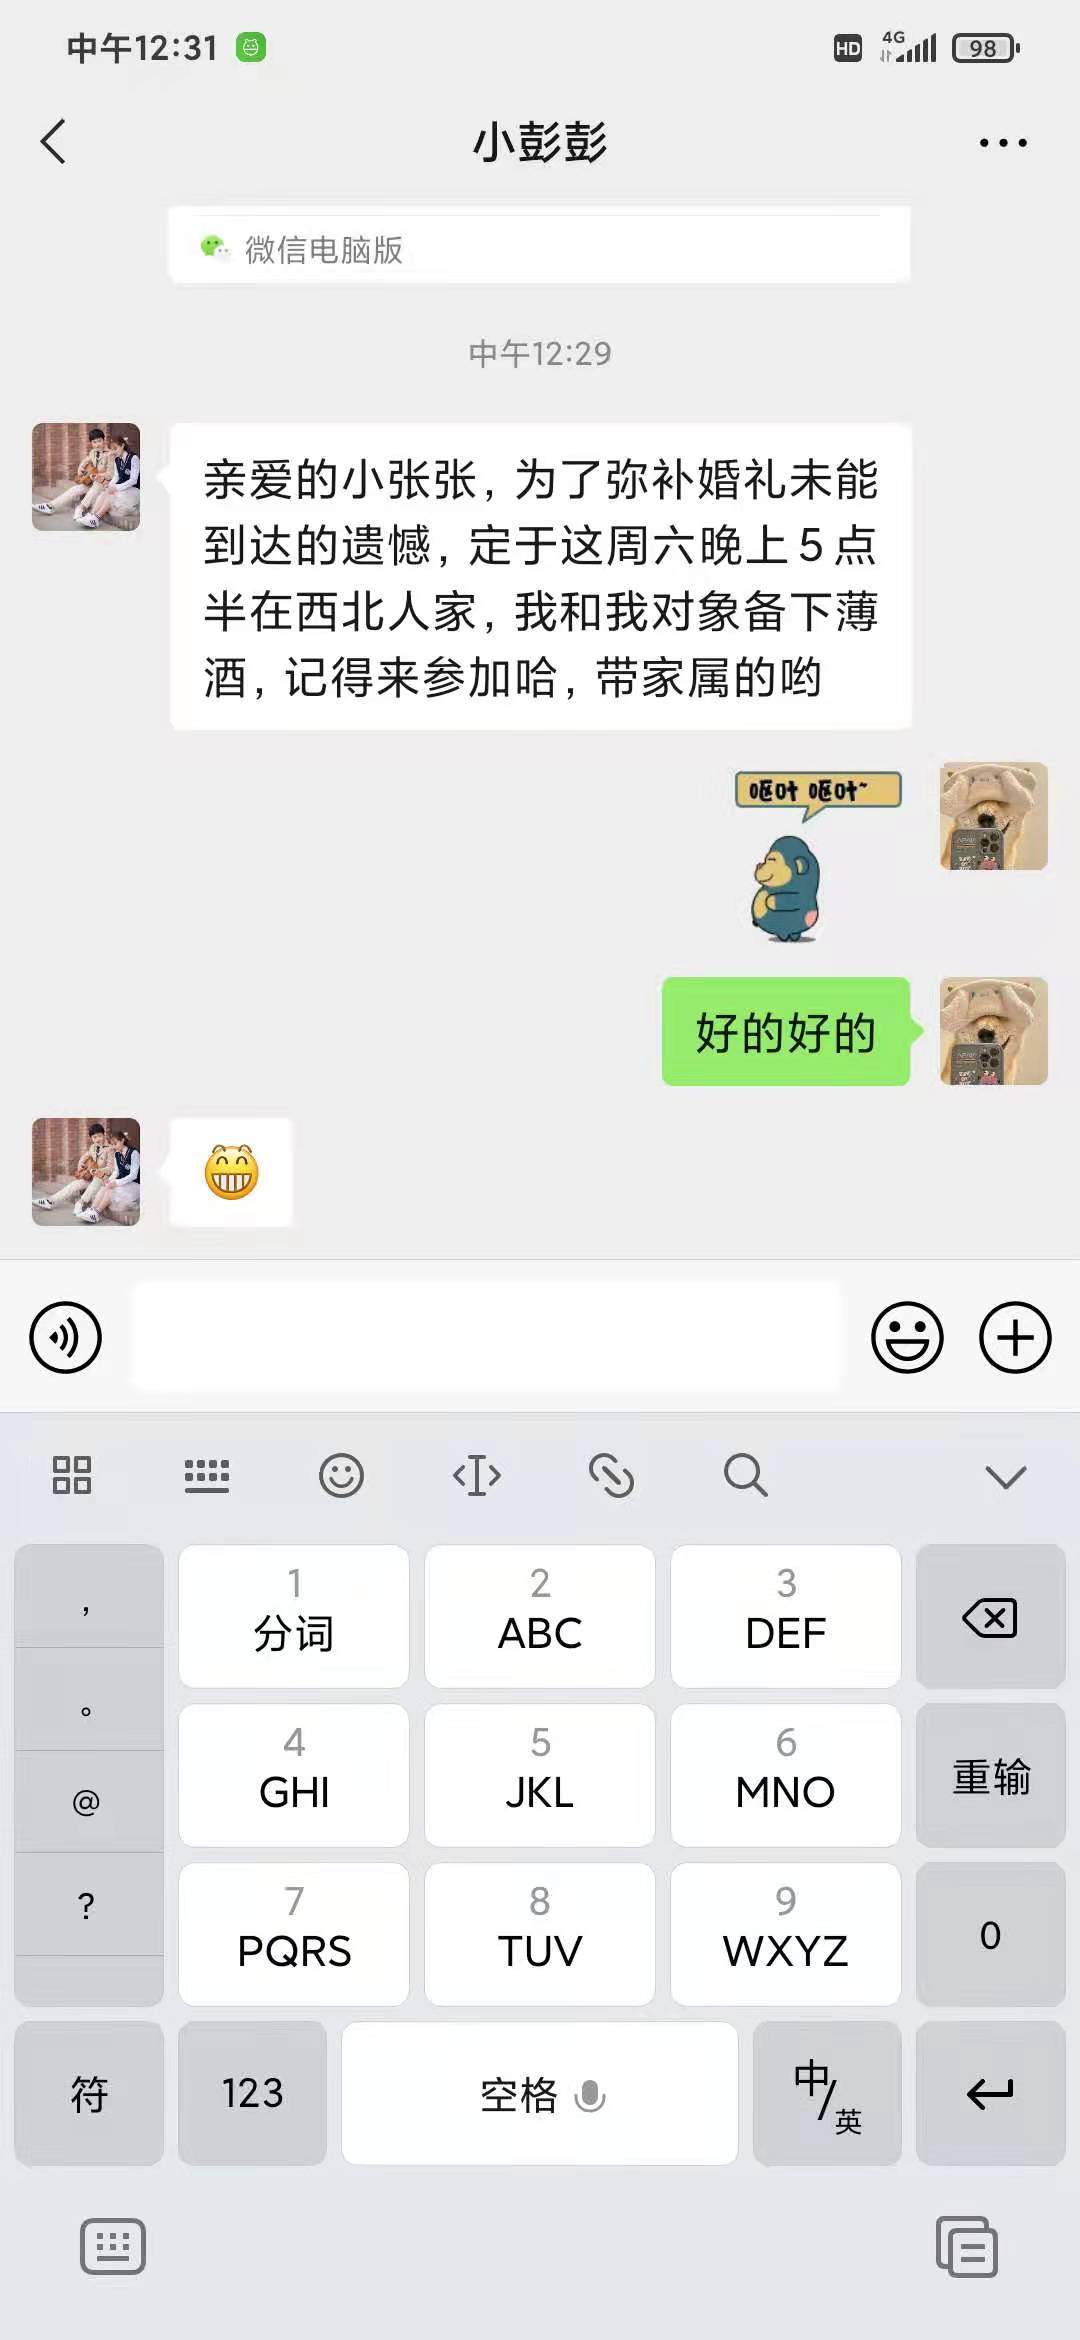 中午12:31
HD
4G
98
小彭彭
微信电脑版
中午12:29
亲爱的小张张，为了弥补婚礼未能
到达的遗憾，定于这周六晚上5点
半在西北人家，我和我对象备下薄
酒，记得来参加哈，带家属的哟
呕吼 呕吼~
好的好的
，
。
@
?
1
分词
2
ABC
3
DEF
4
GHI
5
JKL
6
MNO
重输
7
PQRS
8
TUV
9
WXYZ
0
符
123
空格
中/英